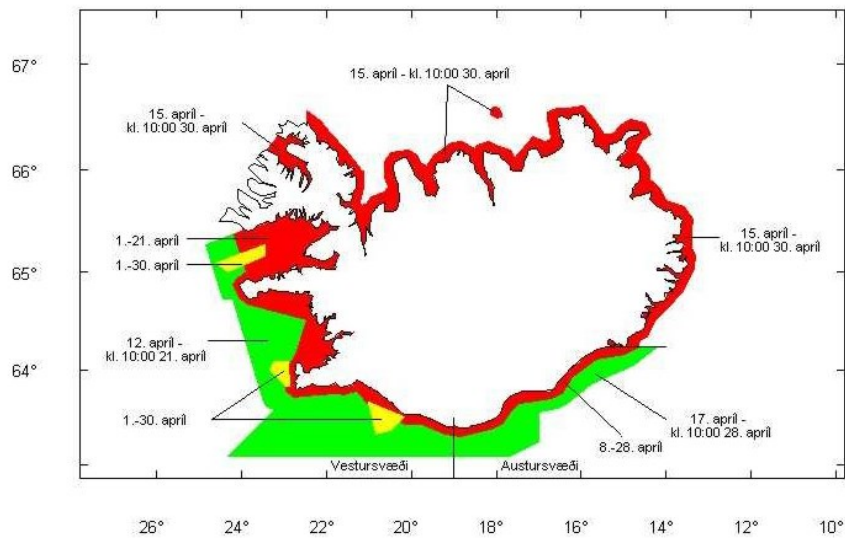 67°
66°
65°
64°
63°
15. apríl - kl. 10:00 30. apríl
15. apríl -
kl. 10:00 30. apríl
1.-21. apríl
1.-30. apríl
15. apríl -
kl. 10:00 30. apríl
12. apríl -
kl. 10:00 21. apríl
1.-30. apríl
17. apríl -
kl. 10:00 28. apríl
8.-28. apríl
Vestursvæði
Austursvæði
26°
24°
22°
20°
18°
16°
14°
12°
10°